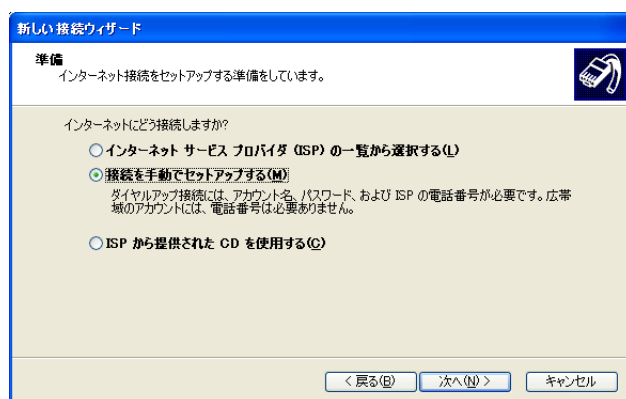 新しい接続ウィザード
準備
インターネット接続をセットアップする準備をしています。
インターネットにどう接続しますか?
インターネット サービス プロバイダ (ISP) の一覧から選択する(L)
接続を手動でセットアップする(M)
ダイヤルアップ接続には、アカウント名、パスワード、および ISP の電話番号が必要です。広帯
域のアカウントには、電話番号は必要ありません。
ISP から提供された CD を使用する(C)
< 戻る(B) 次へ(N) > キャンセル